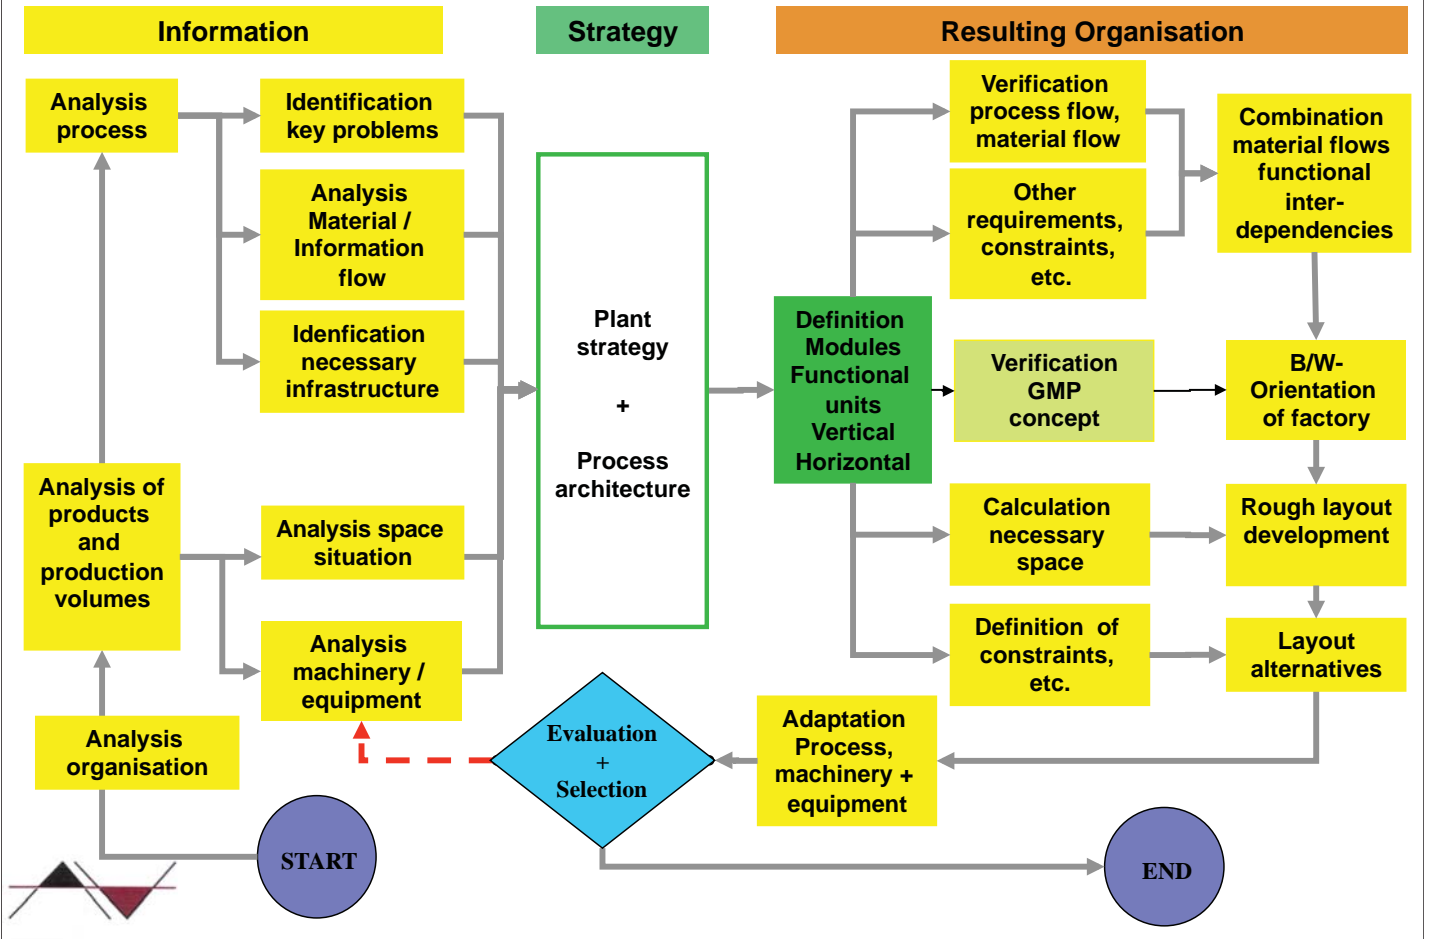 Information
Strategy
Resulting Organisation
Analysis
process
Identification
key problems
Analysis
Material /
Information
flow
Idenfication
necessary
infrastructure
Analysis of
products
and
production
volumes
Analysis space
situation
Analysis
machinery /
equipment
Analysis
organisation
START
Plant
strategy
+
Process
architecture
Definition
Modules
Functional
units
Vertical
Horizontal
Verification
process flow,
material flow
Other
requirements,
constraints,
etc.
Combination
material flows
functional
inter-
dependencies
Verification
GMP
concept
B/W-
Orientation
of factory
Calculation
necessary
space
Rough layout
development
Definition of
constraints,
etc.
Layout
alternatives
Adaptation
Process,
machinery +
equipment
Evaluation
+
Selection
END